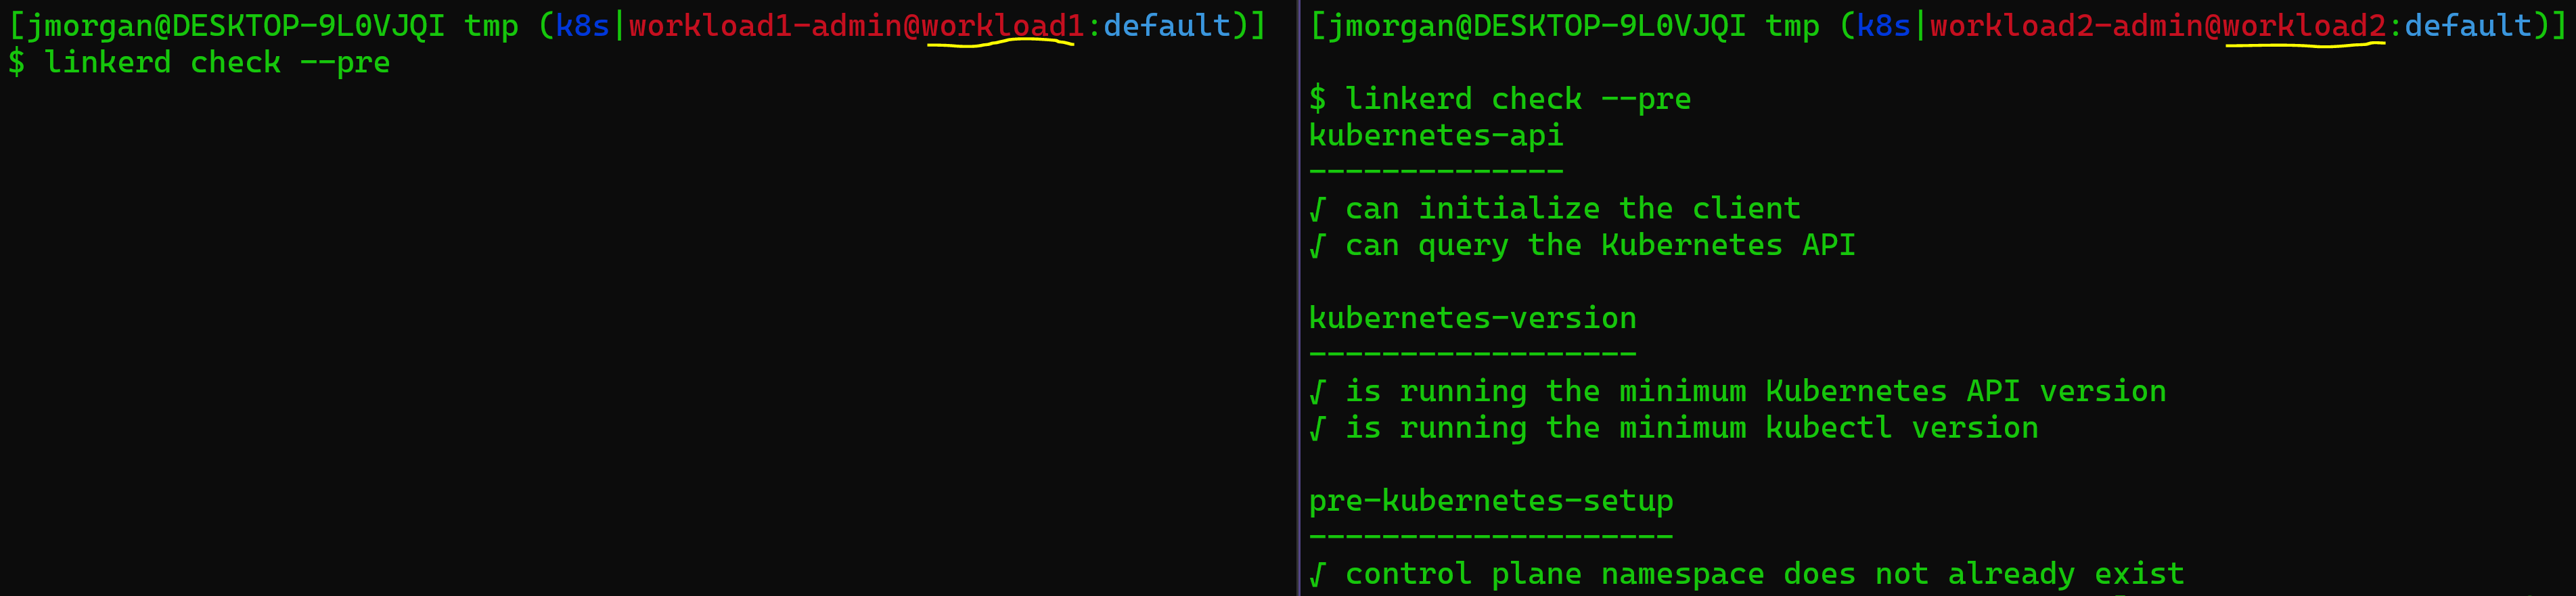 [jmorgan@DESKTOP-9L0VJQI tmp (k8s|workload1-admin@workload1:default)]
$ linkerd check --pre
[jmorgan@DESKTOP-9L0VJQI tmp (k8s|workload2-admin@workload2:default)]
$ linkerd check --pre
kubernetes-api
--------------
√ can initialize the client
√ can query the Kubernetes API
kubernetes-version
------------------
√ is running the minimum Kubernetes API version
√ is running the minimum kubectl version
pre-kubernetes-setup
--------------------
√ control plane namespace does not already exist